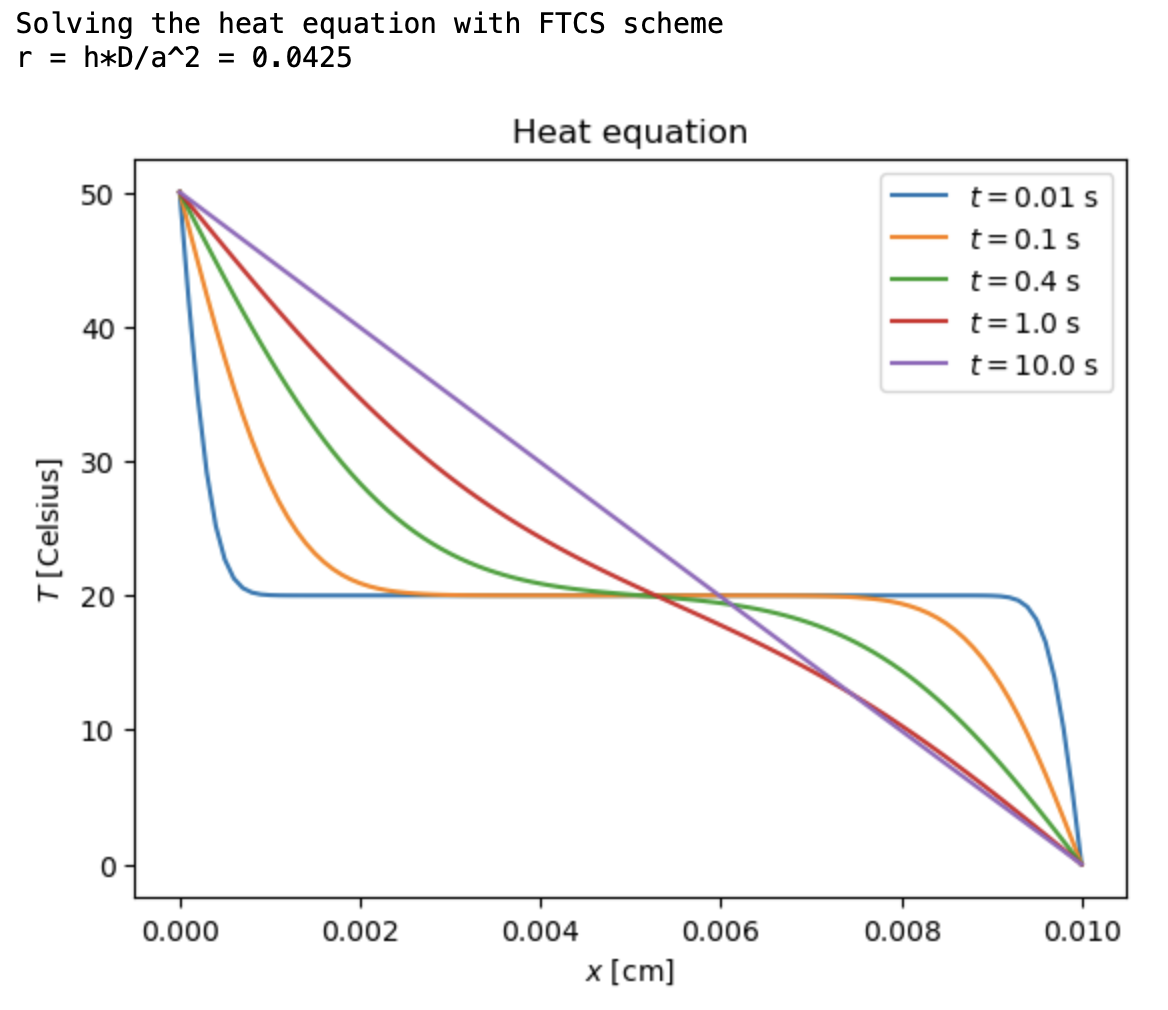 Solving the heat equation with FTCS scheme
r = h*D/a^2 = 0.0425
Heat equation
t = 0.01 s
t = 0.1 s
t = 0.4 s
t = 1.0 s
t = 10.0 s
50
40
30
20
10
0
T [Celsius]
0.000 0.002 0.004 0.006 0.008 0.010
x [cm]